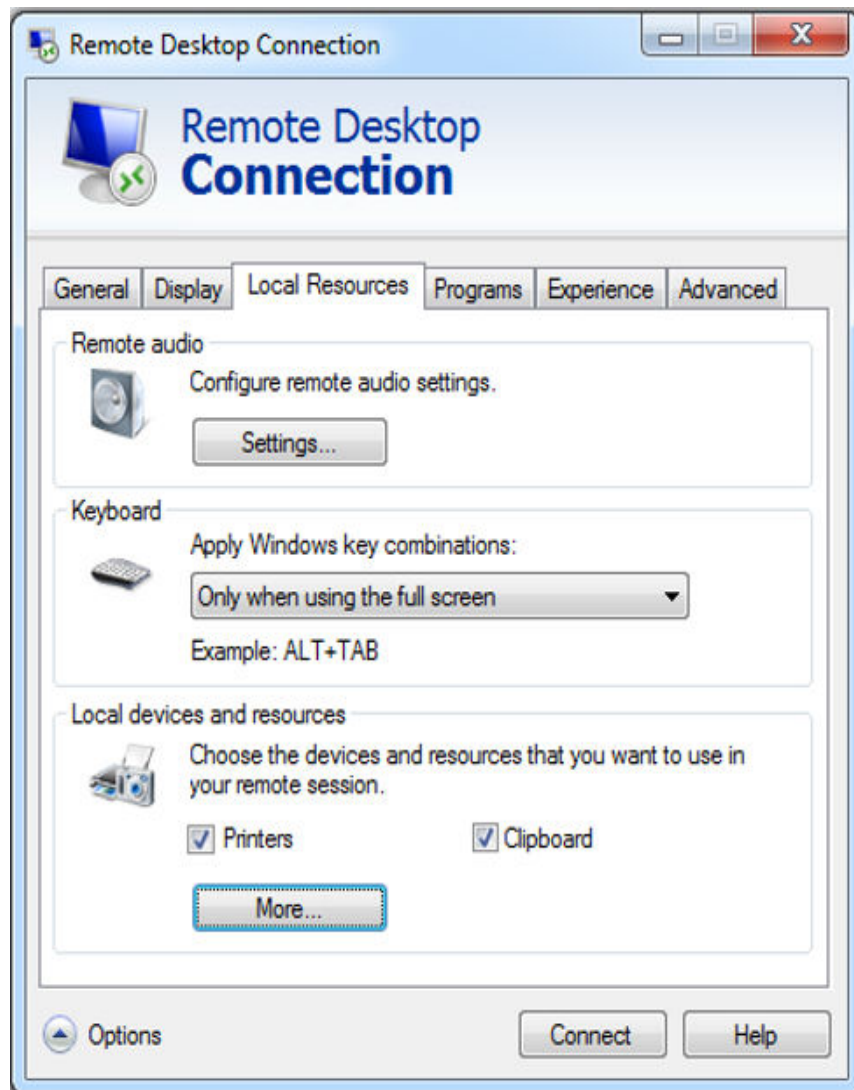 Remote Desktop Connection
Remote Desktop
Connection
General Display Local Resources Programs Experience Advanced
Remote audio
Configure remote audio settings.
Settings...
Keyboard
Apply Windows key combinations:
Only when using the full screen
Example: ALT+TAB
Local devices and resources
Choose the devices and resources that you want to use in
your remote session.
Printers Clipboard
More...
Options Connect Help